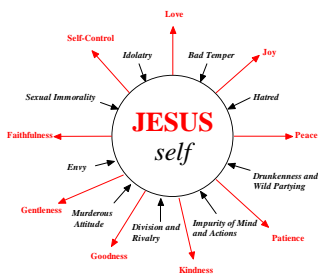 Love
Self-Control
Idolatry
Bad Temper
Joy
Sexual Immorality
Hatred
JESUS
self
Faithfulness
Peace
Envy
Drunkenness and
Wild Partying
Gentleness
Murderous
Attitude
Division and
Rivalry
Impurity of Mind
and Actions
Patience
Goodness
Kindness